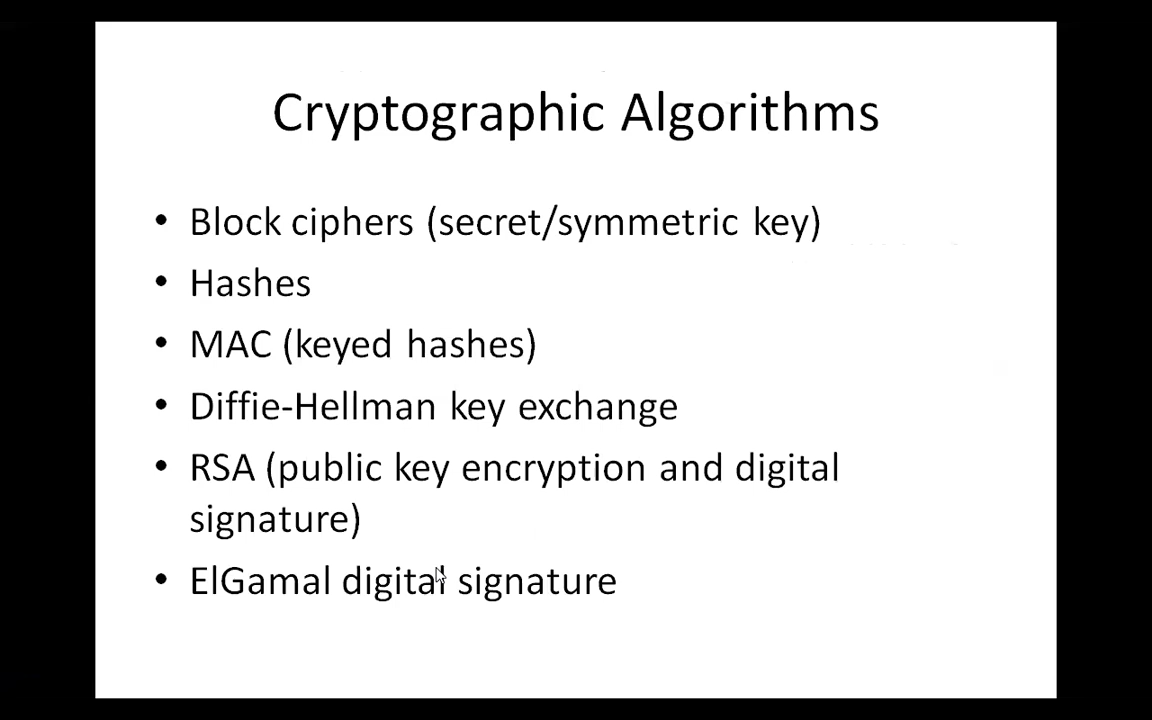 Cryptographic Algorithms
• Block ciphers (secret/symmetric key)
• Hashes
• MAC (keyed hashes)
• Diffie-Hellman key exchange
• RSA (public key encryption and digital
signature)
• ElGamal digital signature